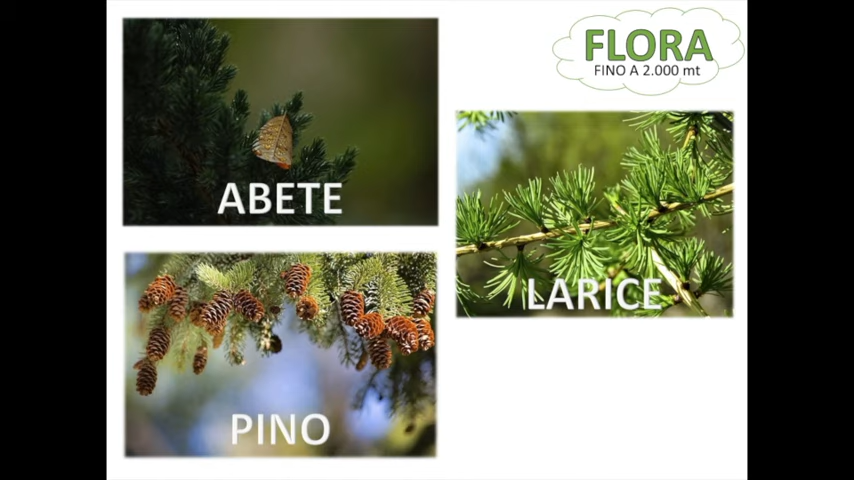 FLORA
FINO A 2.000 mt
ABETE
LARICE
PINO